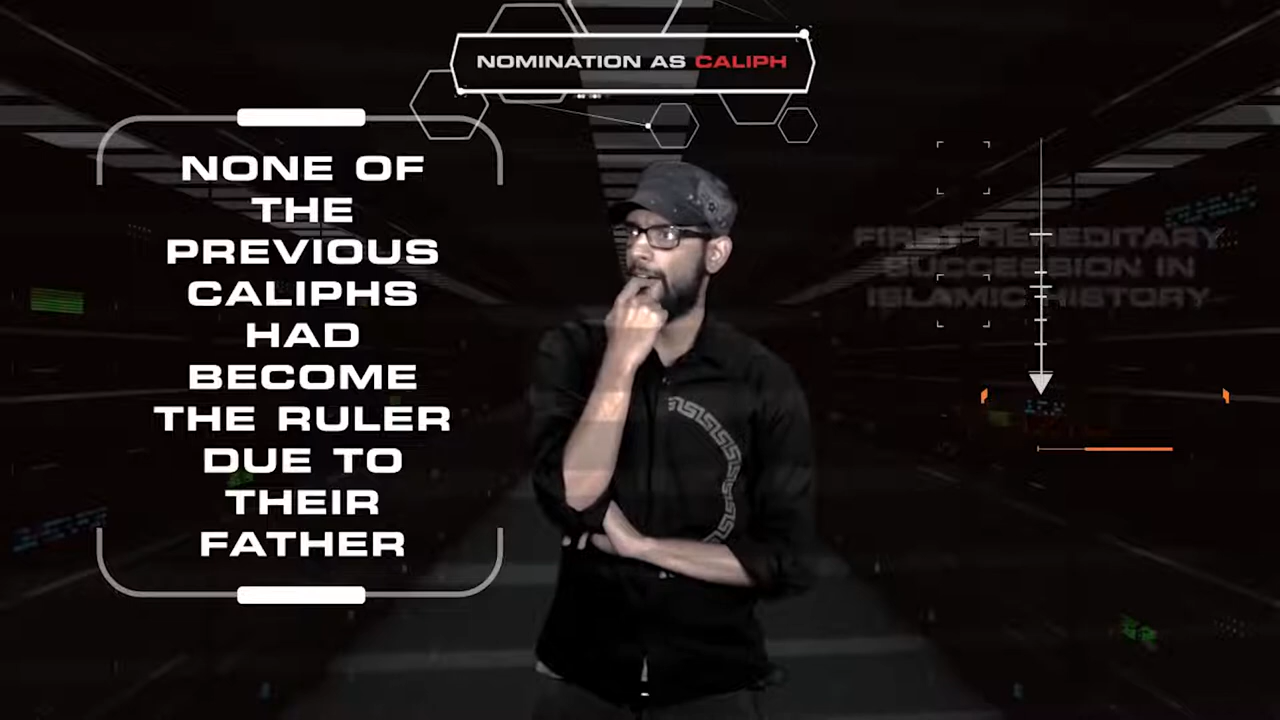 NOMINATION AS CALIPH
NONE OF
THE
PREVIOUS
CALIPHS
HAD
BECOME
THE RULER
DUE TO
THEIR
FATHER
FIRST HEREDITARY
SUCCESSION IN
ISLAMIC HISTORY